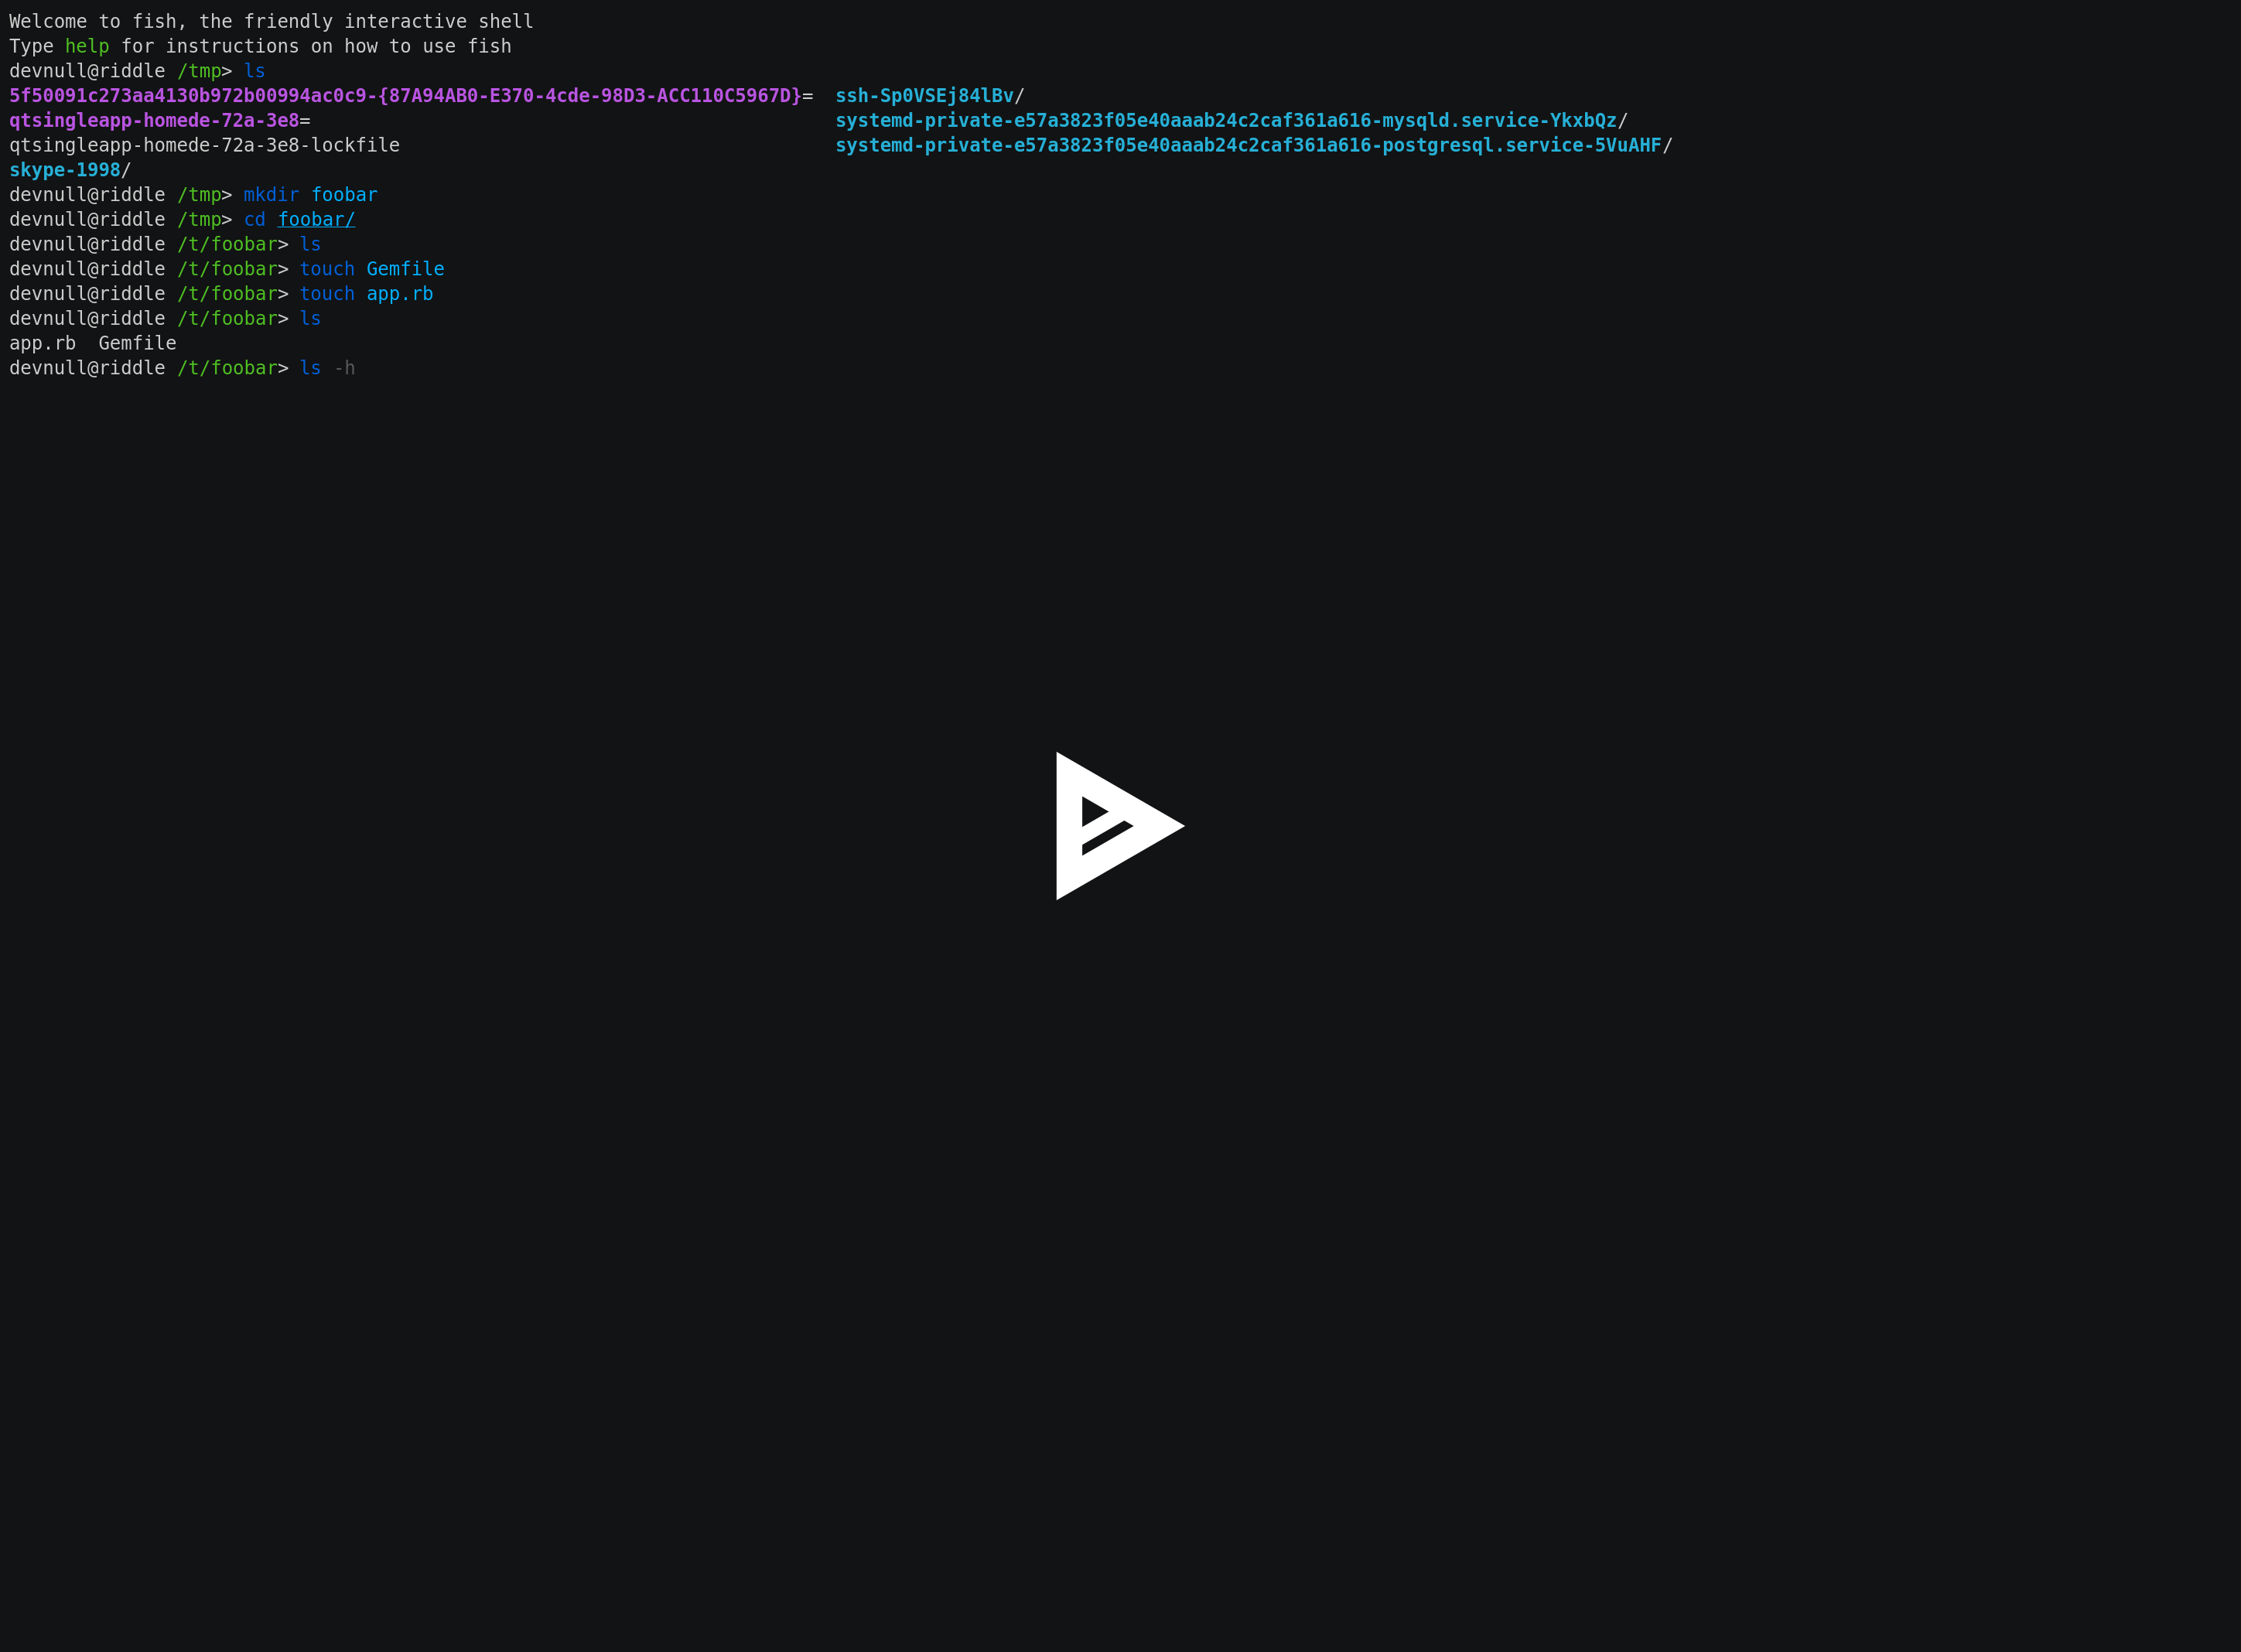 Welcome to fish, the friendly interactive shell
Type help for instructions on how to use fish
devnull@riddle /tmp> ls
5f50091c273aa4130b972b00994ac0c9-{87A94AB0-E370-4cde-98D3-ACC110C5967D}=  ssh-Sp0VSEj84lBv/
qtsingleapp-homede-72a-3e8=                                               systemd-private-e57a3823f05e40aaab24c2caf361a616-mysqld.service-YkxbQz/
qtsingleapp-homede-72a-3e8-lockfile                                       systemd-private-e57a3823f05e40aaab24c2caf361a616-postgresql.service-5VuAHF/
skype-1998/
devnull@riddle /tmp> mkdir foobar
devnull@riddle /tmp> cd foobar/
devnull@riddle /t/foobar> ls
devnull@riddle /t/foobar> touch Gemfile
devnull@riddle /t/foobar> touch app.rb
devnull@riddle /t/foobar> ls
app.rb  Gemfile
devnull@riddle /t/foobar> ls -h